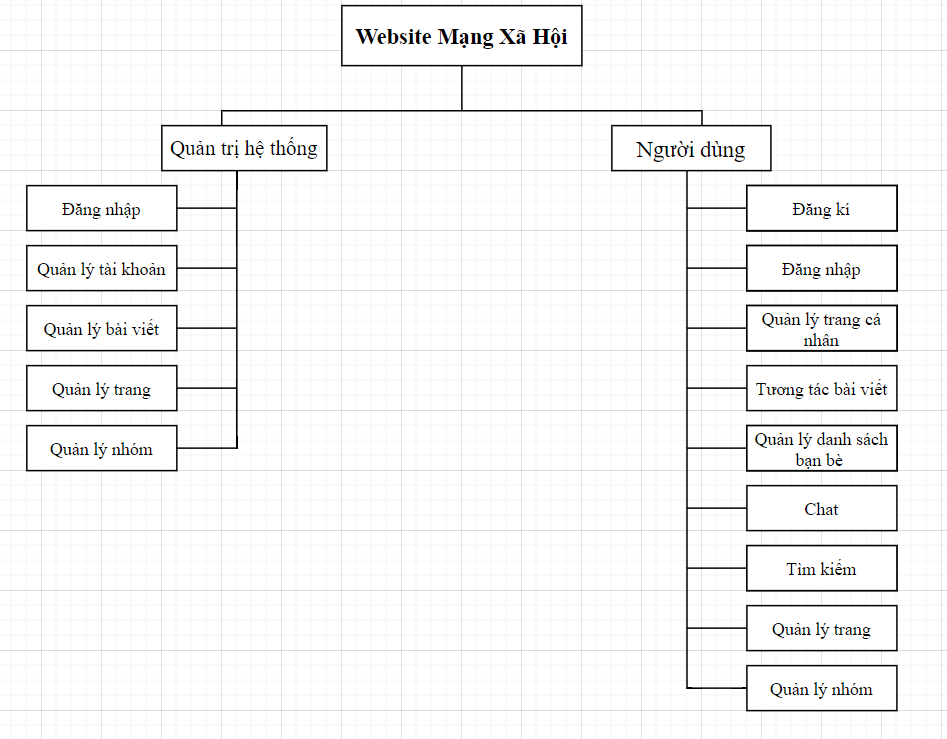 Website Mạng Xã Hội
Quản trị hệ thống
Người dùng
Đăng nhập
Quản lý tài khoản
Quản lý bài viết
Quản lý trang
Quản lý nhóm
Đăng kí
Đăng nhập
Quản lý trang cá
nhân
Tương tác bài viết
Quản lý danh sách
bạn bè
Chat
Tìm kiếm
Quản lý trang
Quản lý nhóm